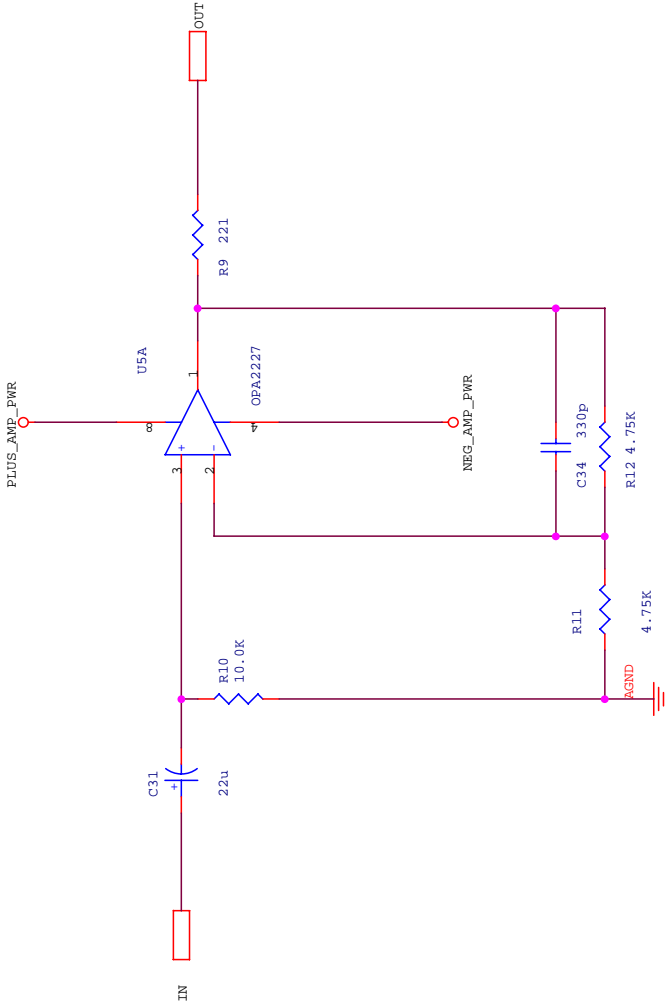 IN
C31
22u
R10
10.0K
AGND
R11
4.75K
3
2
+
-
8
4
1
U5A
OPA2227
PLUS_AMP_PWR
NEG_AMP_PWR
C34
330p
R12 4.75K
R9
221
OUT
+